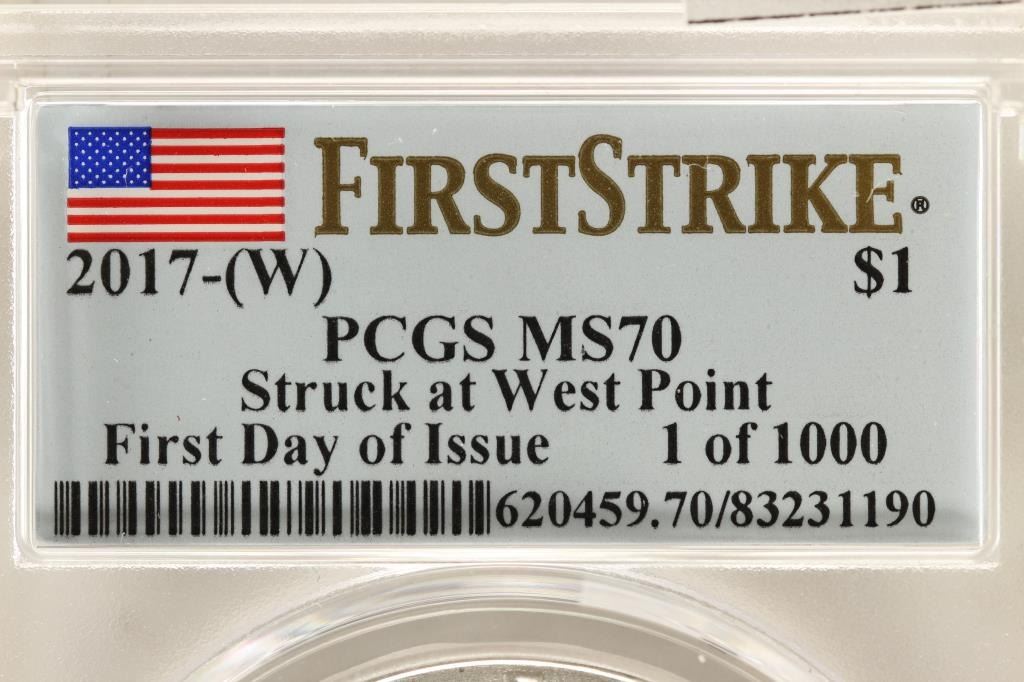 FIRSTSTRIKE®
2017-(W) $1
PCGS MS70
Struck at West Point
First Day of Issue 1 of 1000
620459.70/83231190